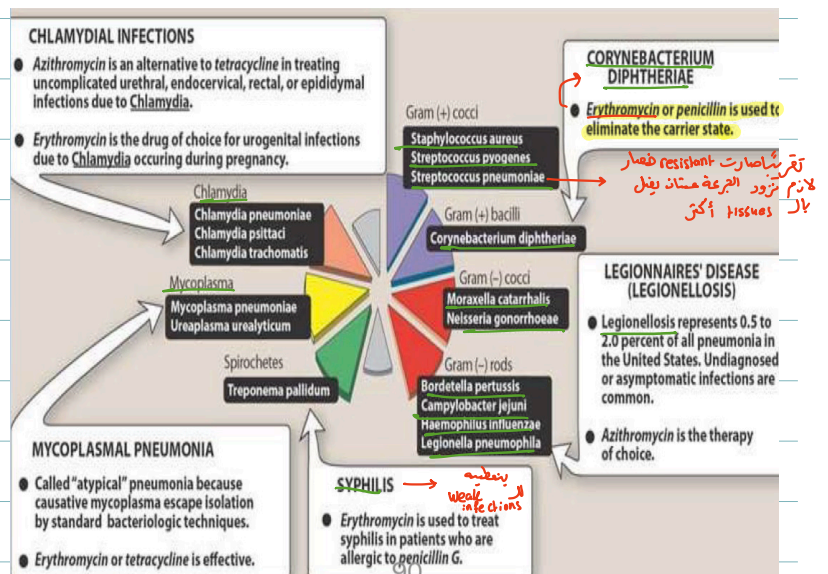 CHLAMYDIAL INFECTIONS
● Azithromycin is an alternative to tetracycline in treating
uncomplicated urethral, endocervical, rectal, or epididymal
infections due to Chlamydia.
● Erythromycin is the drug of choice for urogenital infections
due to Chlamydia occuring during pregnancy.
CORYNEBACTERIUM
DIPHTHERIAE
● Erythromycin or penicillin is used to
eliminate the carrier state.
تقريبًا صارت resistant فصار
لازم تزود الجرعة عشان
بال tissues أكثر
Gram (+) cocci
Staphylococcus aureus
Streptococcus pyogenes
Streptococcus pneumoniae
Gram (+) bacilli
Corynebacterium diphtheriae
Gram (–) cocci
Moraxella catarrhalis
Neisseria gonorrhoeae
Gram (–) rods
Bordetella pertussis
Campylobacter jejuni
Haemophilus influenzae
Legionella pneumophila
Chlamydia
Chlamydia pneumoniae
Chlamydia psittaci
Chlamydia trachomatis
Mycoplasma
Mycoplasma pneumoniae
Ureaplasma urealyticum
Spirochetes
Treponema pallidum
LEGIONNAIRES' DISEASE
(LEGIONELLOSIS)
● Legionellosis represents 0.5 to
2.0 percent of all pneumonia in
the United States. Undiagnosed
or asymptomatic infections are
common.
● Azithromycin is the therapy
of choice.
MYCOPLASMAL PNEUMONIA
● Called "atypical" pneumonia because
causative mycoplasma escape isolation
by standard bacteriologic techniques.
● Erythromycin or tetracycline is effective.
SYPHILIS
ال weak
infections
● Erythromycin is used to treat
syphilis in patients who are
allergic to penicillin G.
90